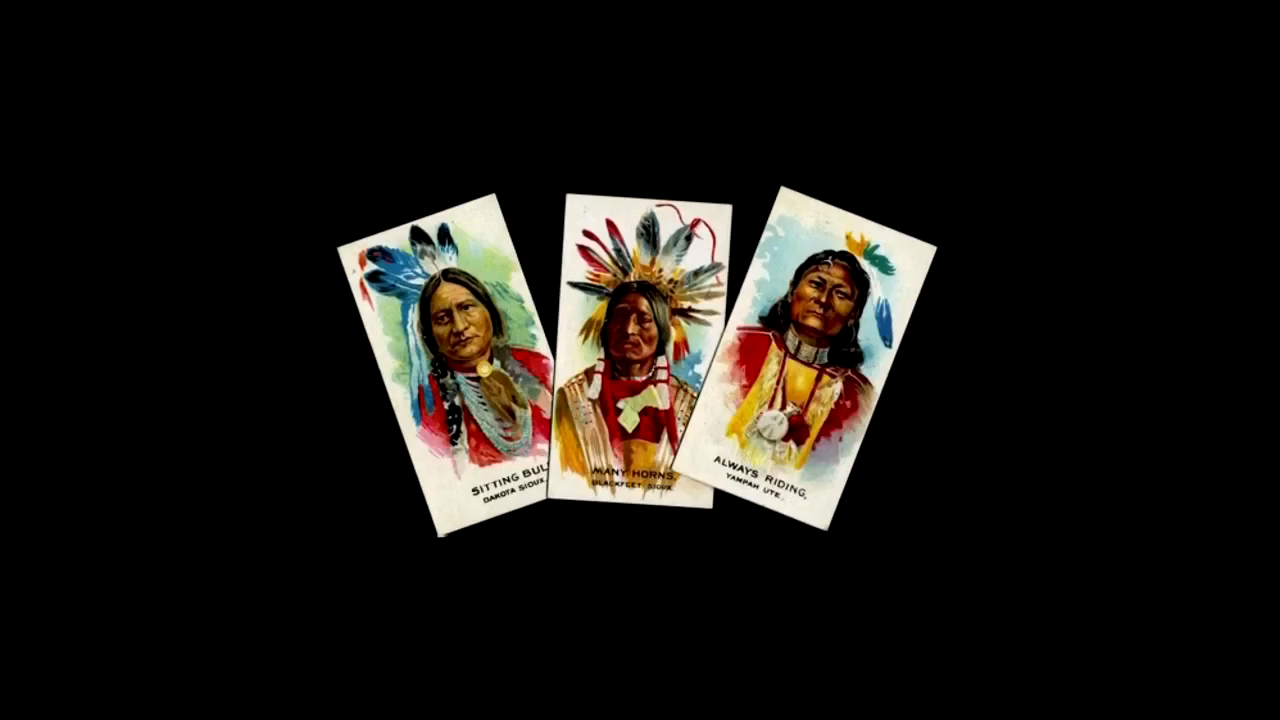 SITTING BUL
DAKOTA SIOUX.
MANY HORNS,
BLACKFEET SIOUX.
ALWAYS RIDING,
YAMPAH UTE.